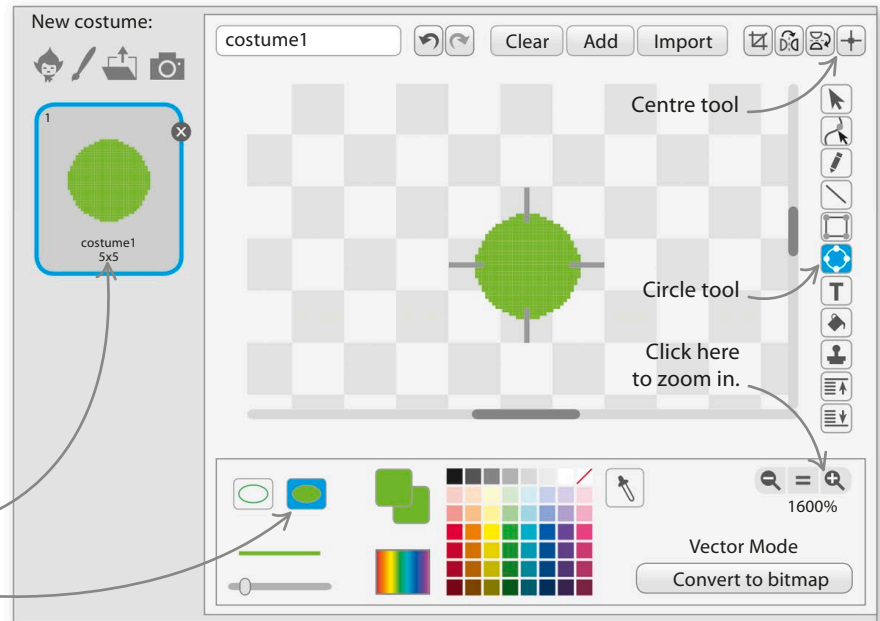 New costume:
costume1
Clear
Add
Import
Centre tool
1
costume1
5x5
Circle tool
T
Click here
to zoom in.
1600%
Vector Mode
Convert to bitmap